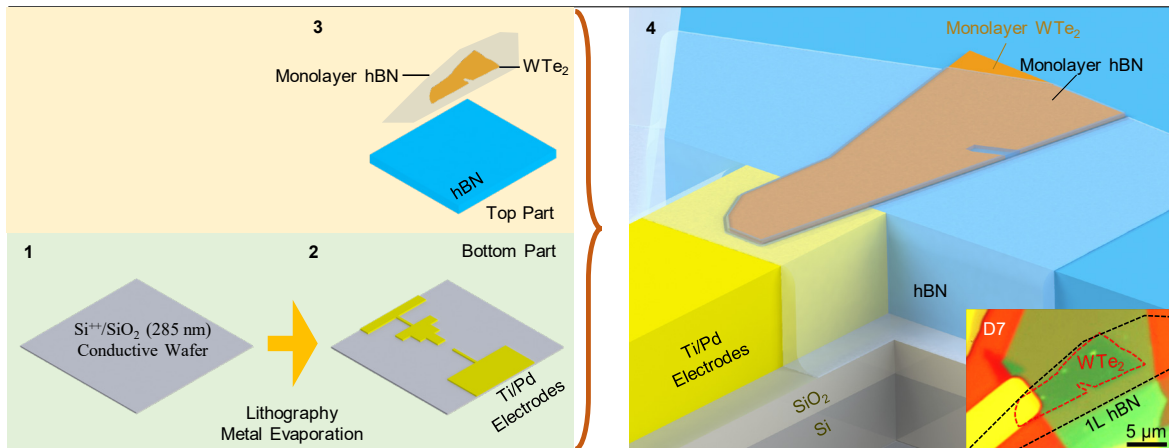 3
Monolayer hBN
WTe₂
hBN
Top Part
Bottom Part
1
2
Si⁺⁺/SiO₂ (285 nm)
Conductive Wafer
Lithography
Metal Evaporation
Ti/Pd
Electrodes
4
Monolayer WTe₂
Monolayer hBN
hBN
Ti/Pd
Electrodes
SiO₂
Si
D7
WTe₂
1L hBN
5 µm